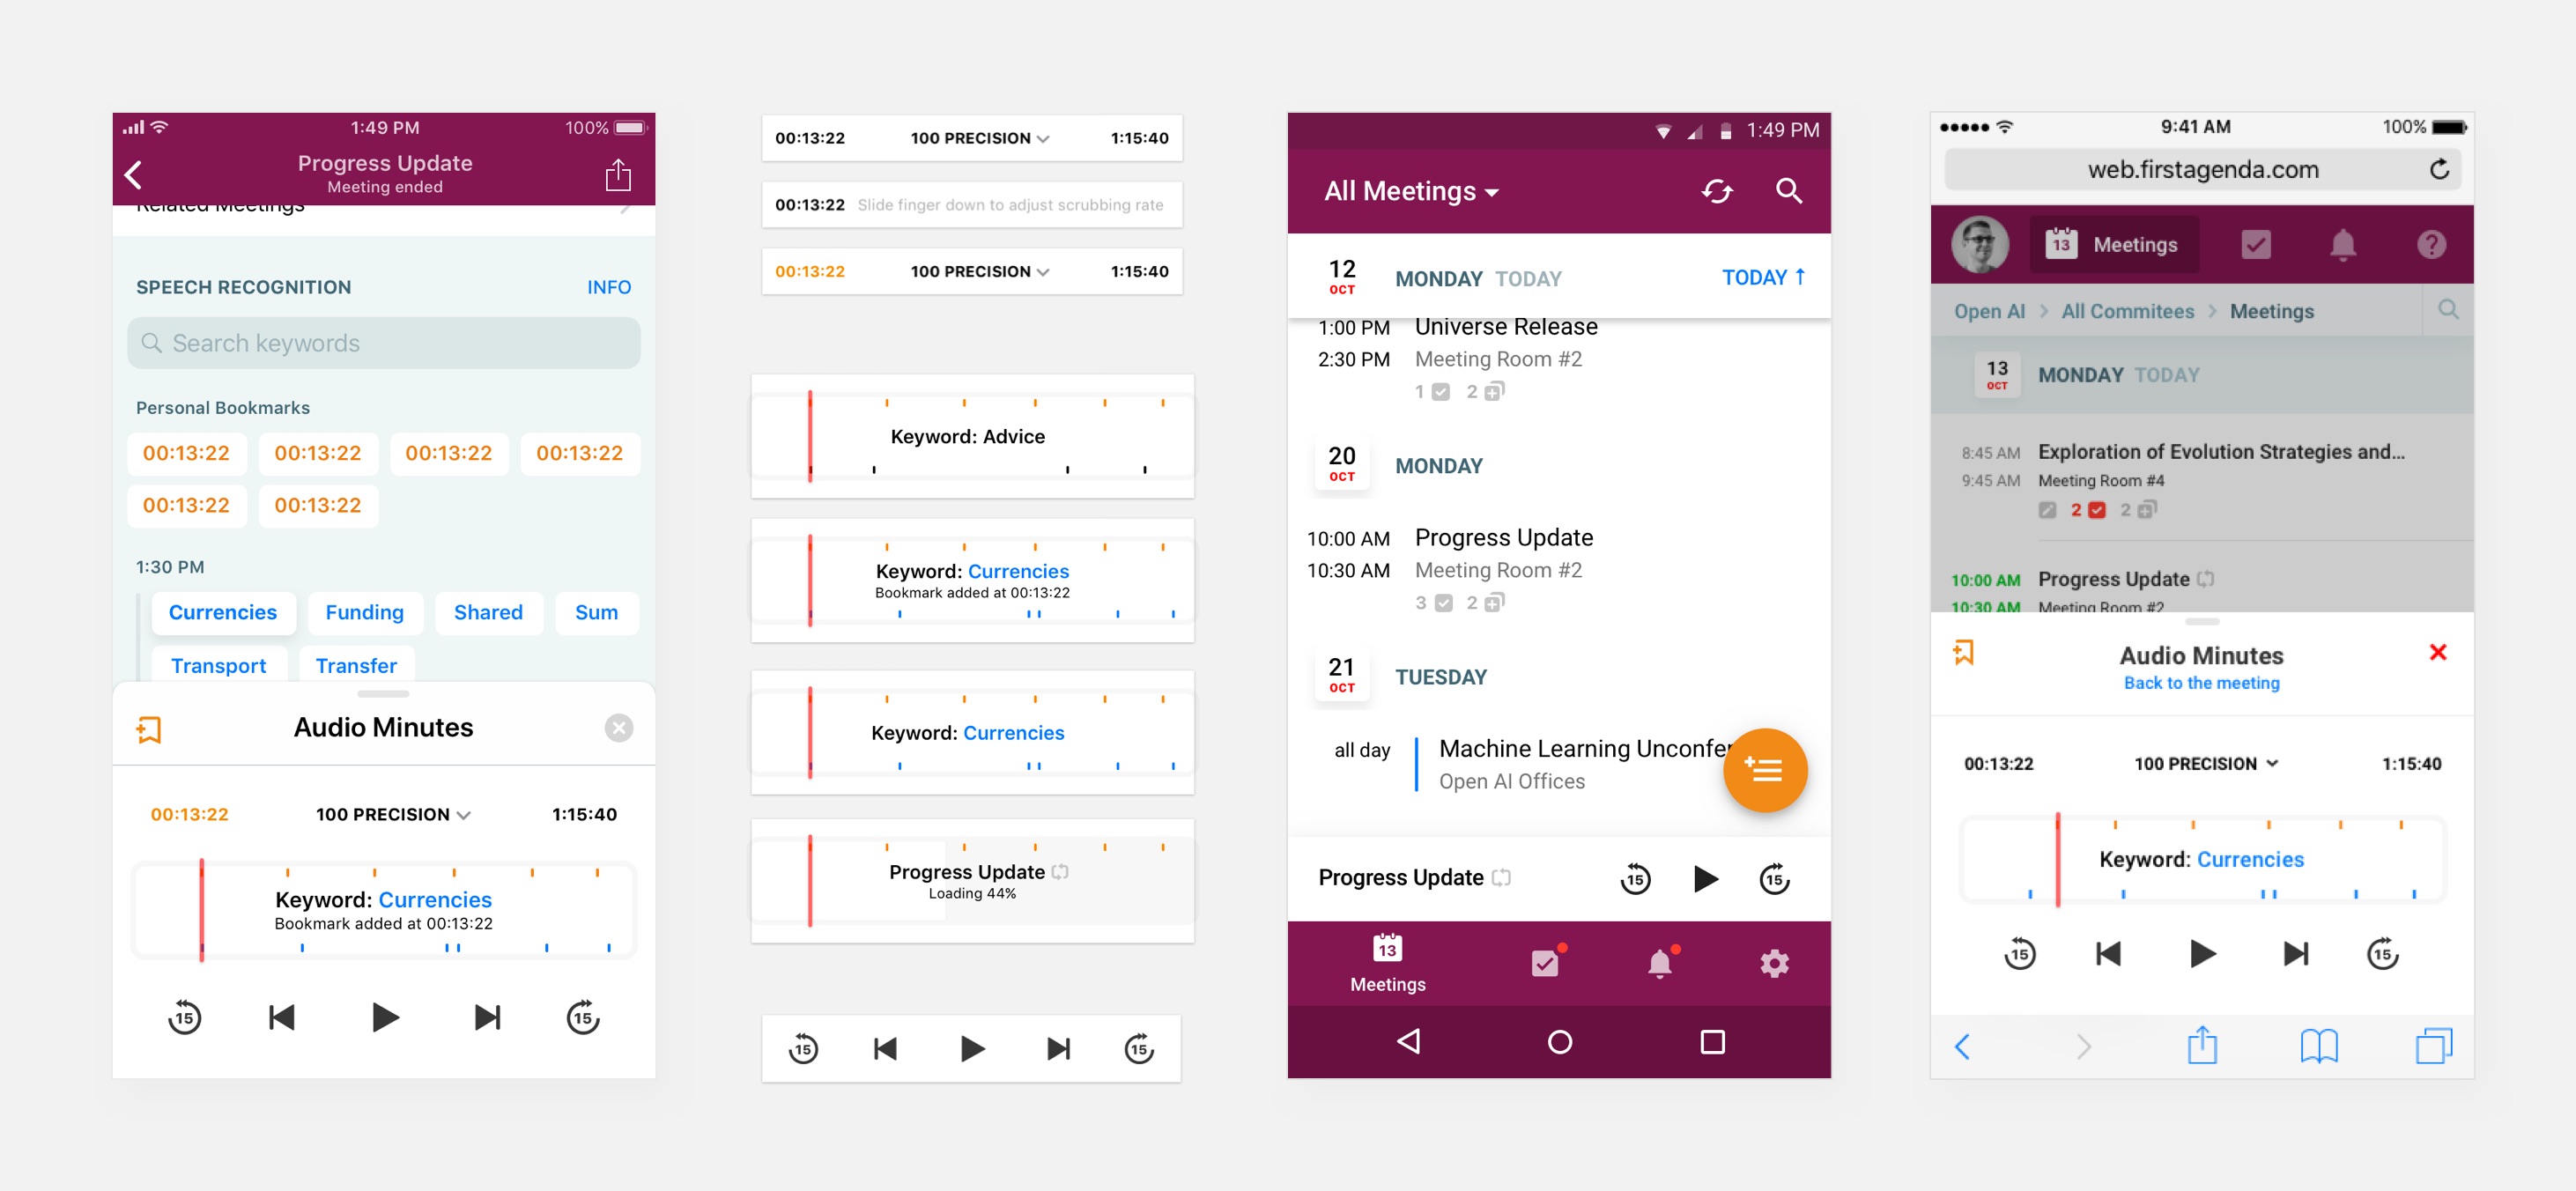 1:49 PM
100%
Progress Update
Meeting ended
Related Meetings
SPEECH RECOGNITION
INFO
Search keywords
Personal Bookmarks
00:13:22 00:13:22 00:13:22 00:13:22
00:13:22 00:13:22
1:30 PM
Currencies Funding Shared Sum
Transport Transfer
Audio Minutes
00:13:22 100 PRECISION 1:15:40
Keyword: Currencies
Bookmark added at 00:13:22
15 15
00:13:22 100 PRECISION 1:15:40
00:13:22 Slide finger down to adjust scrubbing rate
00:13:22 100 PRECISION 1:15:40
Keyword: Advice
Keyword: Currencies
Bookmark added at 00:13:22
Keyword: Currencies
Progress Update
Loading 44%
15 15
1:49 PM
All Meetings
12
OCT
MONDAY TODAY
TODAY ↑
1:00 PM Universe Release
2:30 PM Meeting Room #2
1 2
20
OCT
MONDAY
10:00 AM Progress Update
10:30 AM Meeting Room #2
3 2
21
OCT
TUESDAY
all day Machine Learning Unconfer
Open AI Offices
Progress Update
15 15
13
Meetings
9:41 AM
100%
web.firstagenda.com
13 Meetings
?
Open AI > All Commitees > Meetings
13
OCT
MONDAY TODAY
8:45 AM Exploration of Evolution Strategies and...
9:45 AM Meeting Room #4
2 2
10:00 AM Progress Update
10:30 AM Meeting Room #2
Audio Minutes
Back to the meeting
00:13:22 100 PRECISION 1:15:40
Keyword: Currencies
15 15